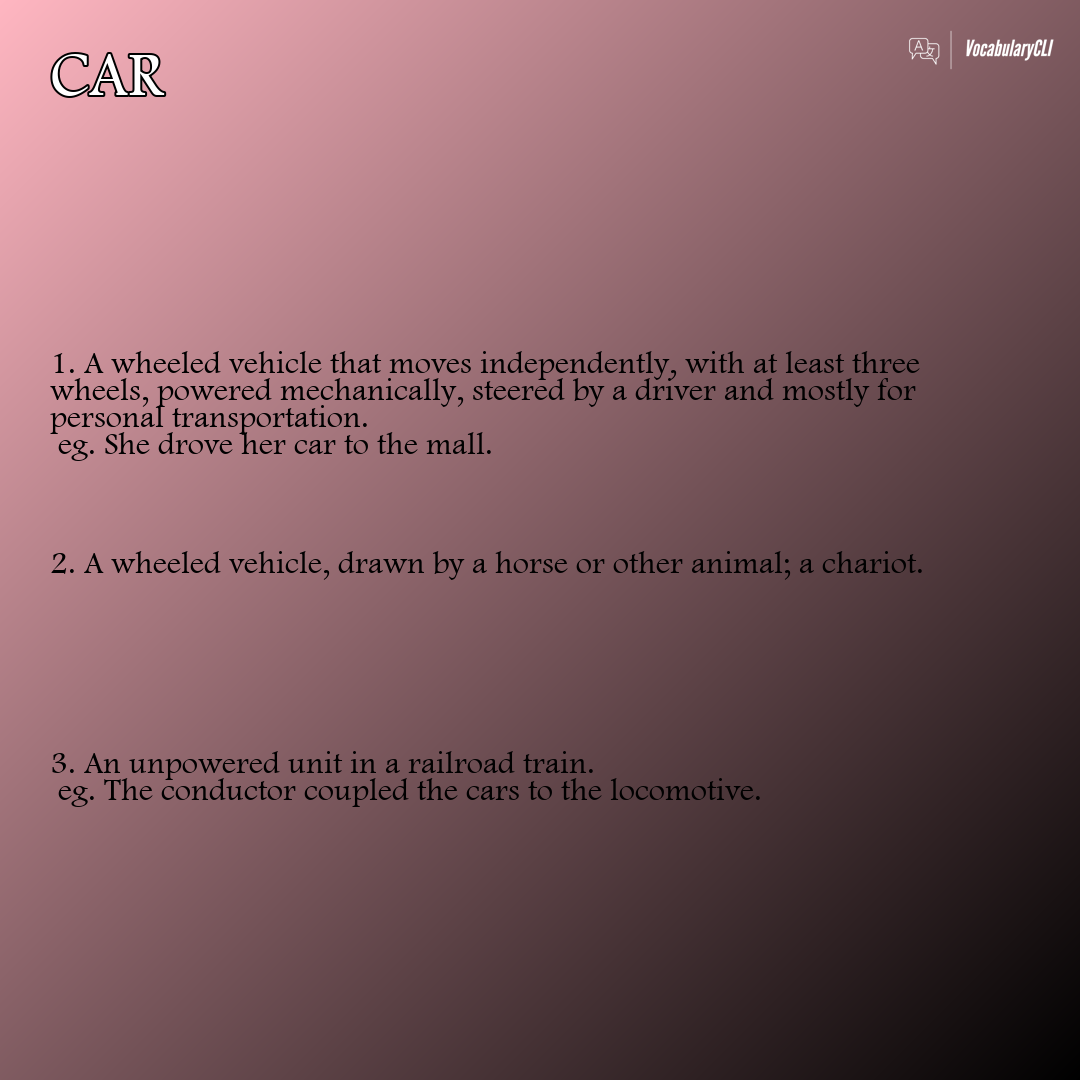 CAR
VocabularyCLI
1. A wheeled vehicle that moves independently, with at least three
wheels, powered mechanically, steered by a driver and mostly for
personal transportation.
eg. She drove her car to the mall.
2. A wheeled vehicle, drawn by a horse or other animal; a chariot.
3. An unpowered unit in a railroad train.
eg. The conductor coupled the cars to the locomotive.